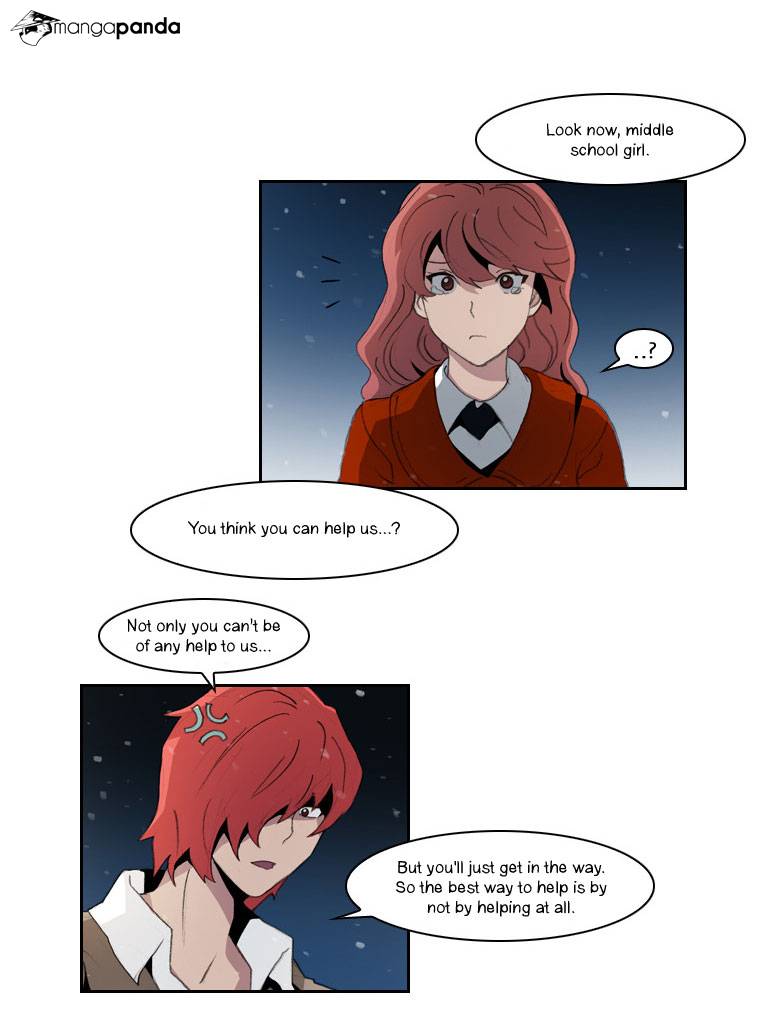 mangapanda
Look now, middle
school girl.
..?
You think you can help us...?
Not only you can't be
of any help to us...
But you'll just get in the way.
So the best way to help is by
not by helping at all.